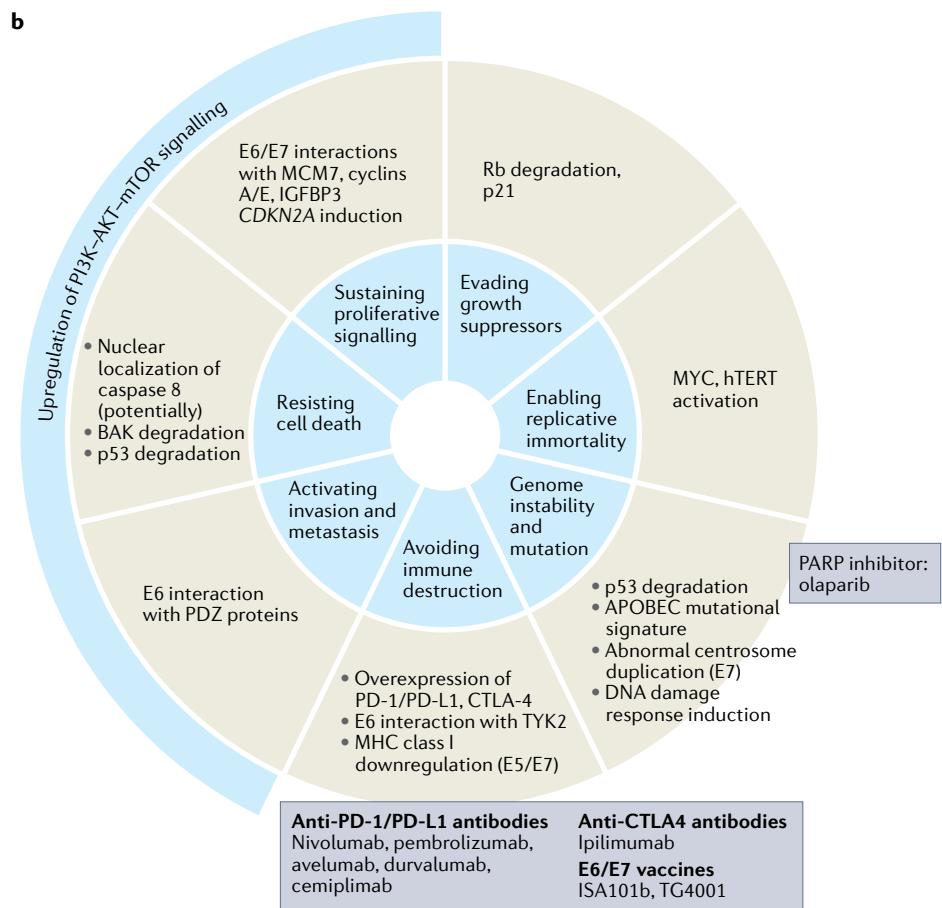 b
Upregulation of PI3K–AKT–mTOR signalling
E6/E7 interactions
with MCM7, cyclins
A/E, IGFBP3
CDKN2A induction
Rb degradation,
p21
MYC, hTERT
activation
• p53 degradation
• APOBEC mutational
signature
• Abnormal centrosome
duplication (E7)
• DNA damage
response induction
PARP inhibitor:
olaparib
• Overexpression of
PD-1/PD-L1, CTLA-4
• E6 interaction with TYK2
• MHC class I
downregulation (E5/E7)
E6 interaction
with PDZ proteins
• Nuclear
localization of
caspase 8
(potentially)
• BAK degradation
• p53 degradation
Sustaining
proliferative
signalling
Evading
growth
suppressors
Enabling
replicative
immortality
Genome
instability
and
mutation
Avoiding
immune
destruction
Activating
invasion and
metastasis
Resisting
cell death
Anti-PD-1/PD-L1 antibodies
Nivolumab, pembrolizumab,
avelumab, durvalumab,
cemiplimab
Anti-CTLA4 antibodies
Ipilimumab
E6/E7 vaccines
ISA101b, TG4001